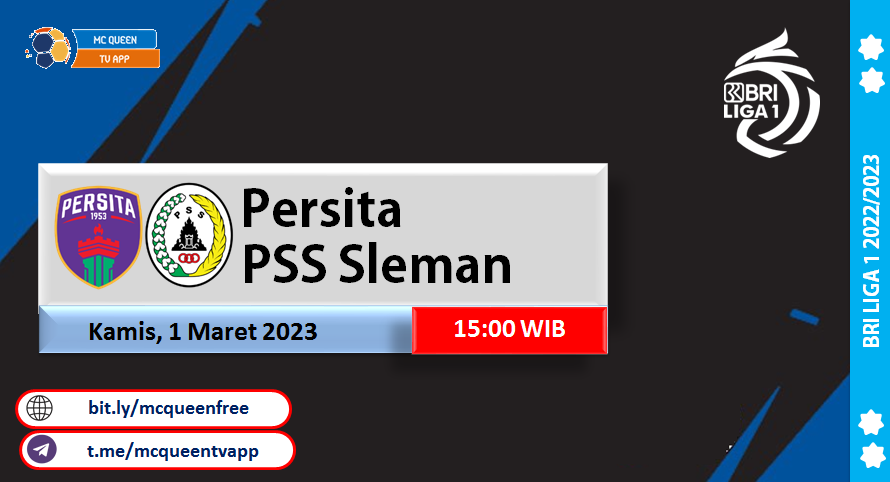 MC QUEEN
TV APP
BRI
LIGA 1
PERSITA
1953
PSS
Persita
PSS Sleman
Kamis, 1 Maret 2023
15:00 WIB
BRI LIGA 1 2022/2023
bit.ly/mcqueenfree
t.me/mcqueentvapp